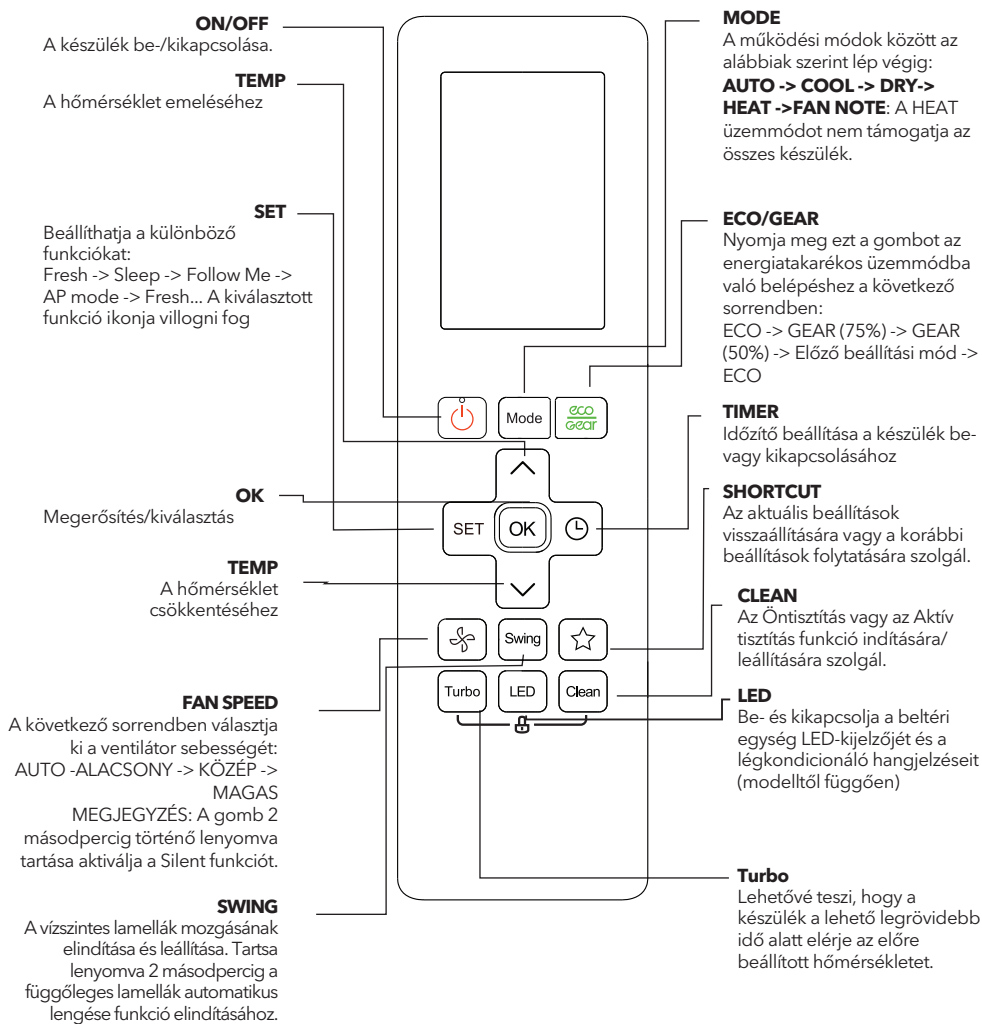 ON/OFF
A készülék be-/kikapcsolása.
TEMP
A hőmérséklet emeléséhez
SET
Beállíthatja a különböző
funkciókat:
Fresh -> Sleep -> Follow Me ->
AP mode -> Fresh... A kiválasztott
funkció ikonja villogni fog
OK
Megerősítés/kiválasztás
TEMP
A hőmérséklet
csökkentéséhez
FAN SPEED
A következő sorrendben választja
ki a ventilátor sebességét:
AUTO -ALACSONY -> KÖZÉP ->
MAGAS
MEGJEGYZÉS: A gomb 2
másodpercig történő lenyomva
tartása aktiválja a Silent funkciót.
SWING
A vízszintes lamellák mozgásának
elindítása és leállítása. Tartsa
lenyomva 2 másodpercig a
függőleges lamellák automatikus
lengése funkció elindításához.
Mode
eco
Gear
SET
OK
Swing
Turbo
LED
Clean
MODE
A működési módok között az
alábbiak szerint lép végig:
AUTO -> COOL -> DRY->
HEAT ->FAN NOTE: A HEAT
üzemmódot nem támogatja az
összes készülék.
ECO/GEAR
Nyomja meg ezt a gombot az
energiatakarékos üzemmódba
való belépéshez a következő
sorrendben:
ECO -> GEAR (75%) -> GEAR
(50%) -> Előző beállítási mód ->
ECO
TIMER
Időzítő beállítása a készülék be-
vagy kikapcsolásához
SHORTCUT
Az aktuális beállítások
visszaállítására vagy a korábbi
beállítások folytatására szolgál.
CLEAN
Az Öntisztítás vagy az Aktív
tisztítás funkció indítására/
leállítására szolgál.
LED
Be- és kikapcsolja a beltéri
egység LED-kijelzőjét és a
légkondicionáló hangjelzéseit
(modelltől függően)
Turbo
Lehetővé teszi, hogy a
készülék a lehető legrövidebb
idő alatt elérje az előre
beállított hőmérsékletet.